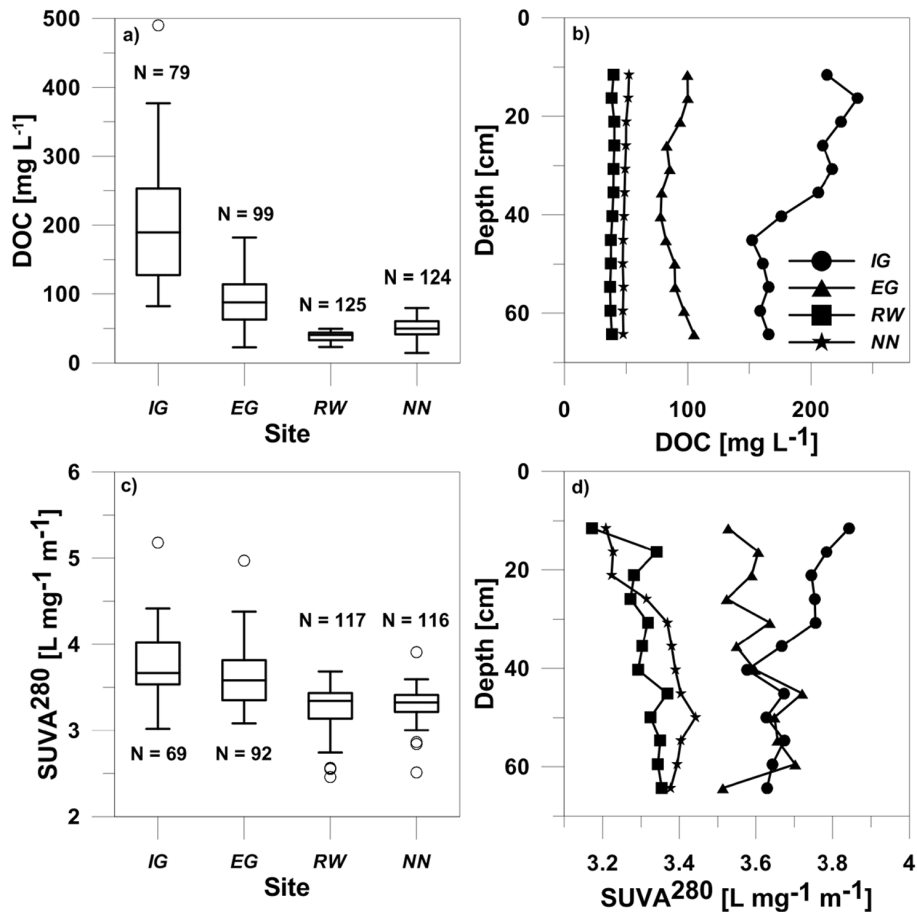 a)
500
400
300
200
100
0
DOC [mg L-1]
N = 79
N = 99
N = 125
N = 124
IG EG RW NN
Site
b)
0
20
40
60
Depth [cm]
IG
EG
RW
NN
0 100 200
DOC [mg L-1]
c)
6
5
4
3
2
SUVA280 [L mg-1 m-1]
N = 117 N = 116
N = 69 N = 92
IG EG RW NN
Site
d)
0
20
40
60
Depth [cm]
3.2 3.4 3.6 3.8 4
SUVA280 [L mg-1 m-1]